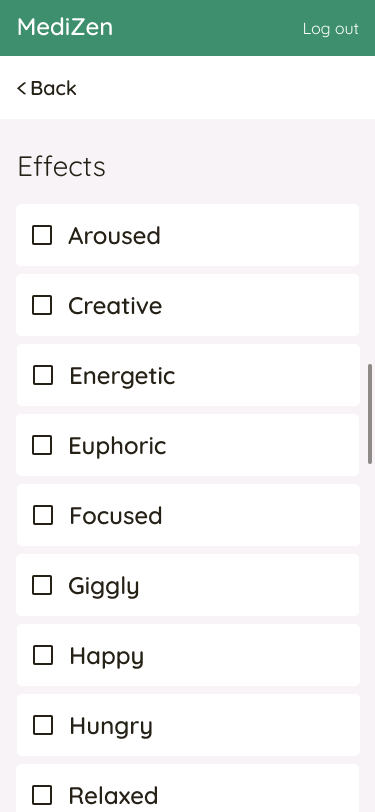 MediZen
Log out
Back
Effects
Aroused
Creative
Energetic
Euphoric
Focused
Giggly
Happy
Hungry
Relaxed